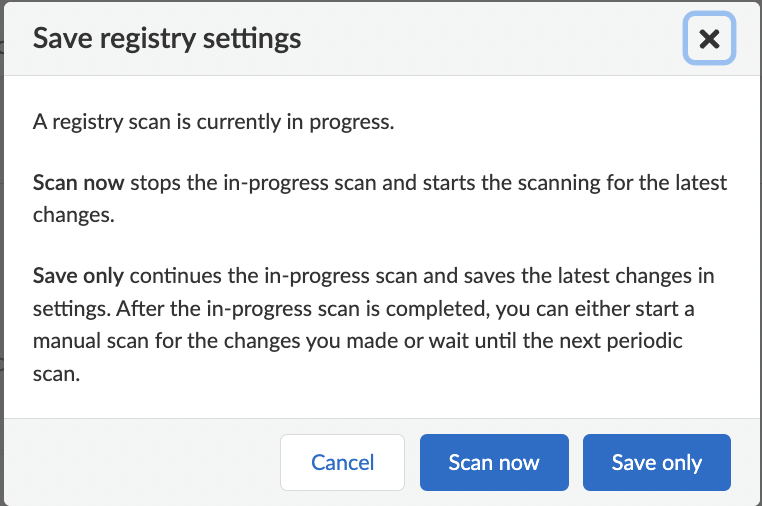 Save registry settings
A registry scan is currently in progress.
Scan now stops the in-progress scan and starts the scanning for the latest
changes.
Save only continues the in-progress scan and saves the latest changes in
settings. After the in-progress scan is completed, you can either start a
manual scan for the changes you made or wait until the next periodic
scan.
Cancel
Scan now
Save only